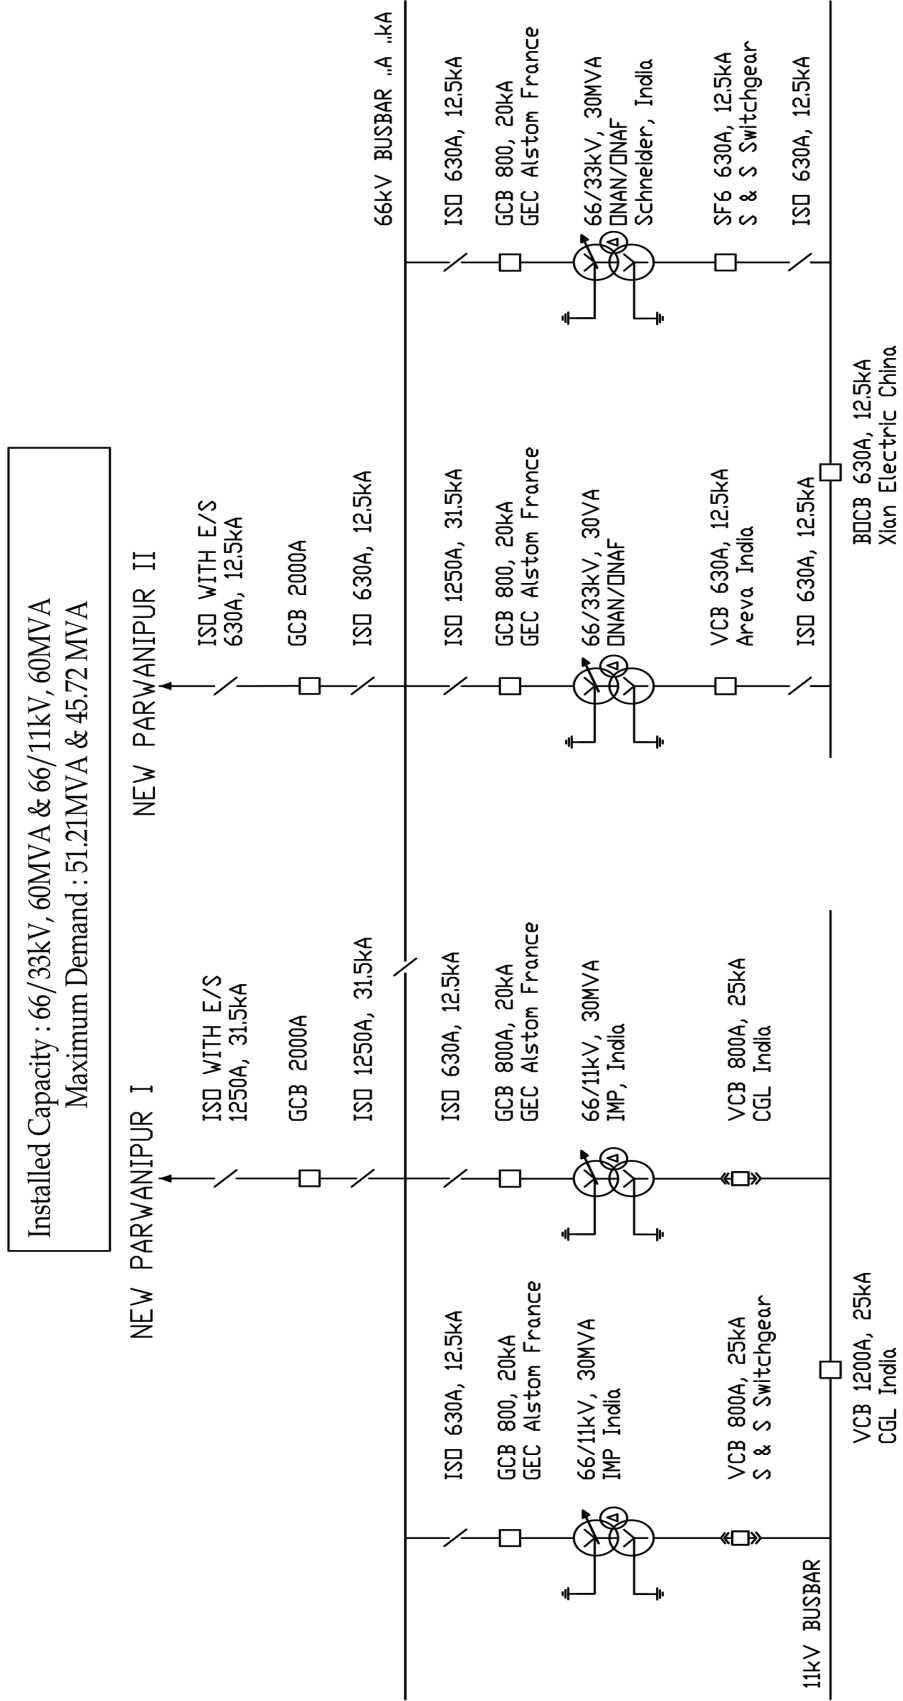 Installed Capacity : 66/33kV, 60MVA & 66/11kV, 60MVA
Maximum Demand : 51.21MVA & 45.72 MVA
NEW PARWANIPUR I
NEW PARWANIPUR II
ISO WITH E/S
1250A, 31.5kA
ISO WITH E/S
630A, 12.5kA
GCB 2000A
GCB 2000A
ISO 1250A, 31.5kA
ISO 630A, 12.5kA
66kV BUSBAR ..A ..kA
ISO 630A, 12.5kA
ISO 630A, 12.5kA
ISO 1250A, 31.5kA
ISO 630A, 12.5kA
GCB 800, 20kA
GEC Alstom France
GCB 800A, 20kA
GEC Alstom France
GCB 800, 20kA
GEC Alstom France
GCB 800, 20kA
GEC Alstom France
66/11kV, 30MVA
IMP India
66/11kV, 30MVA
IMP, India
66/33kV, 30VA
ONAN/ONAF
66/33kV, 30MVA
ONAN/ONAF
Schneider, India
VCB 800A, 25kA
S & S Switchgear
VCB 800A, 25kA
CGL India
VCB 630A, 12.5kA
Areva India
SF6 630A, 12.5kA
S & S Switchgear
11kV BUSBAR
ISO 630A, 12.5kA
ISO 630A, 12.5kA
VCB 1200A, 25kA
CGL India
BOCB 630A, 12.5kA
Xian Electric China